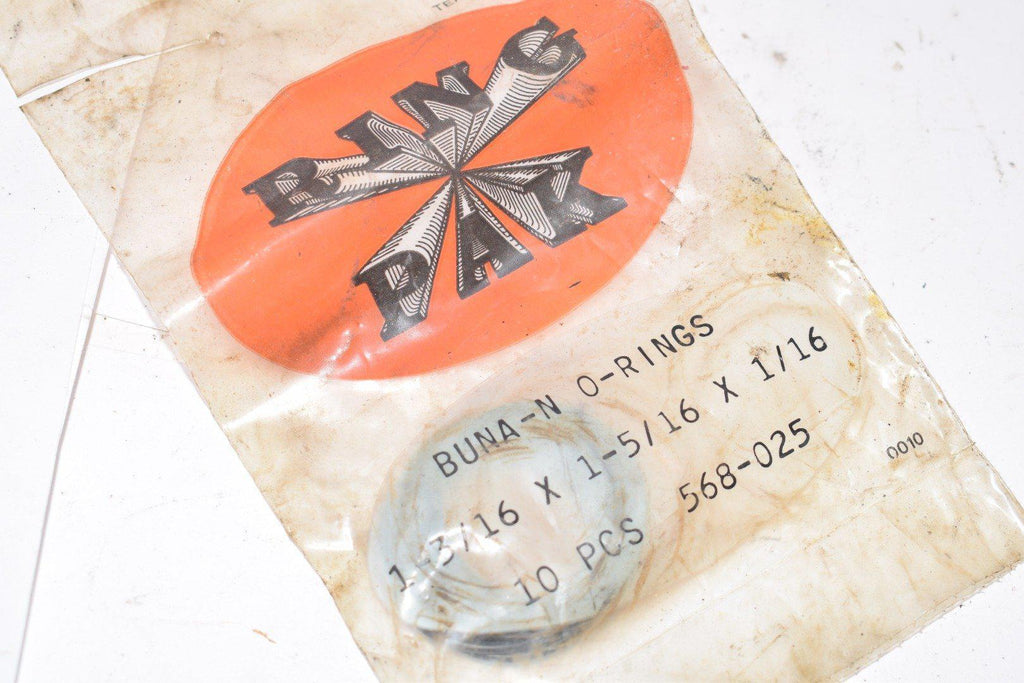 RING
PAK
BUNA-N O-RINGS
1-3/16 X 1-5/16 X 1/16
10 PCS 568-025
0010